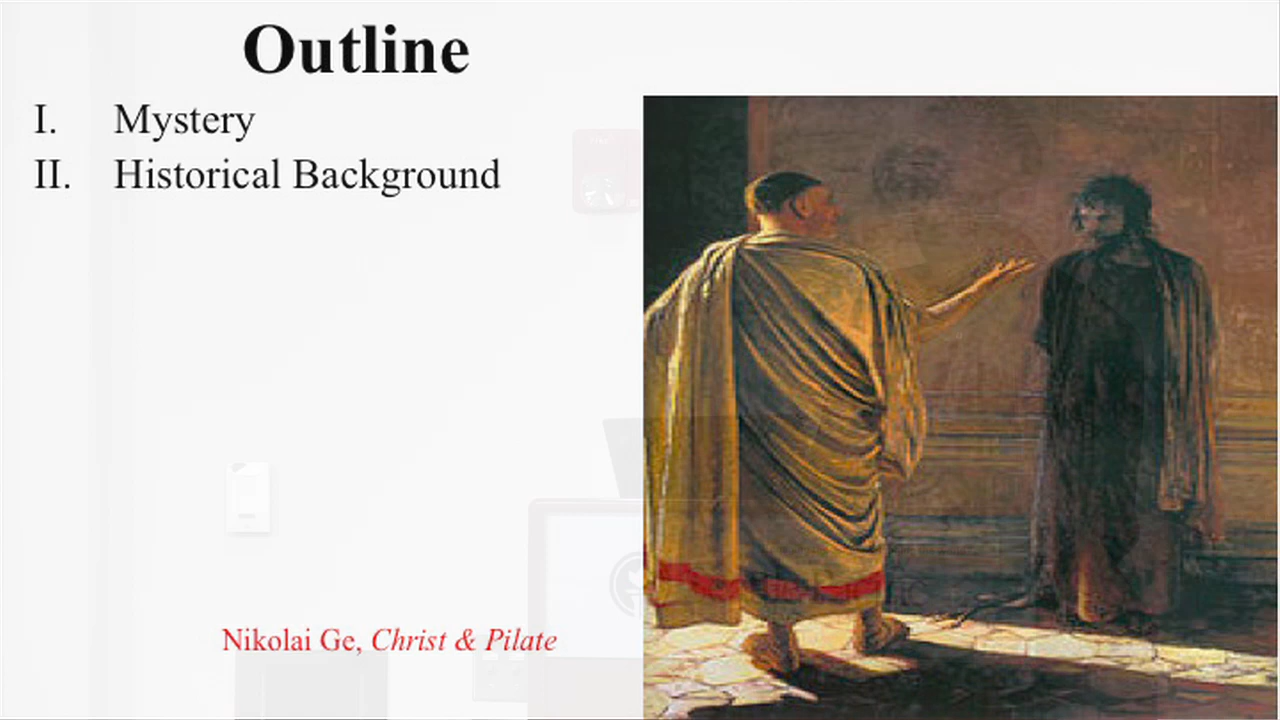 Outline
I. Mystery
II. Historical Background
Nikolai Ge, Christ & Pilate